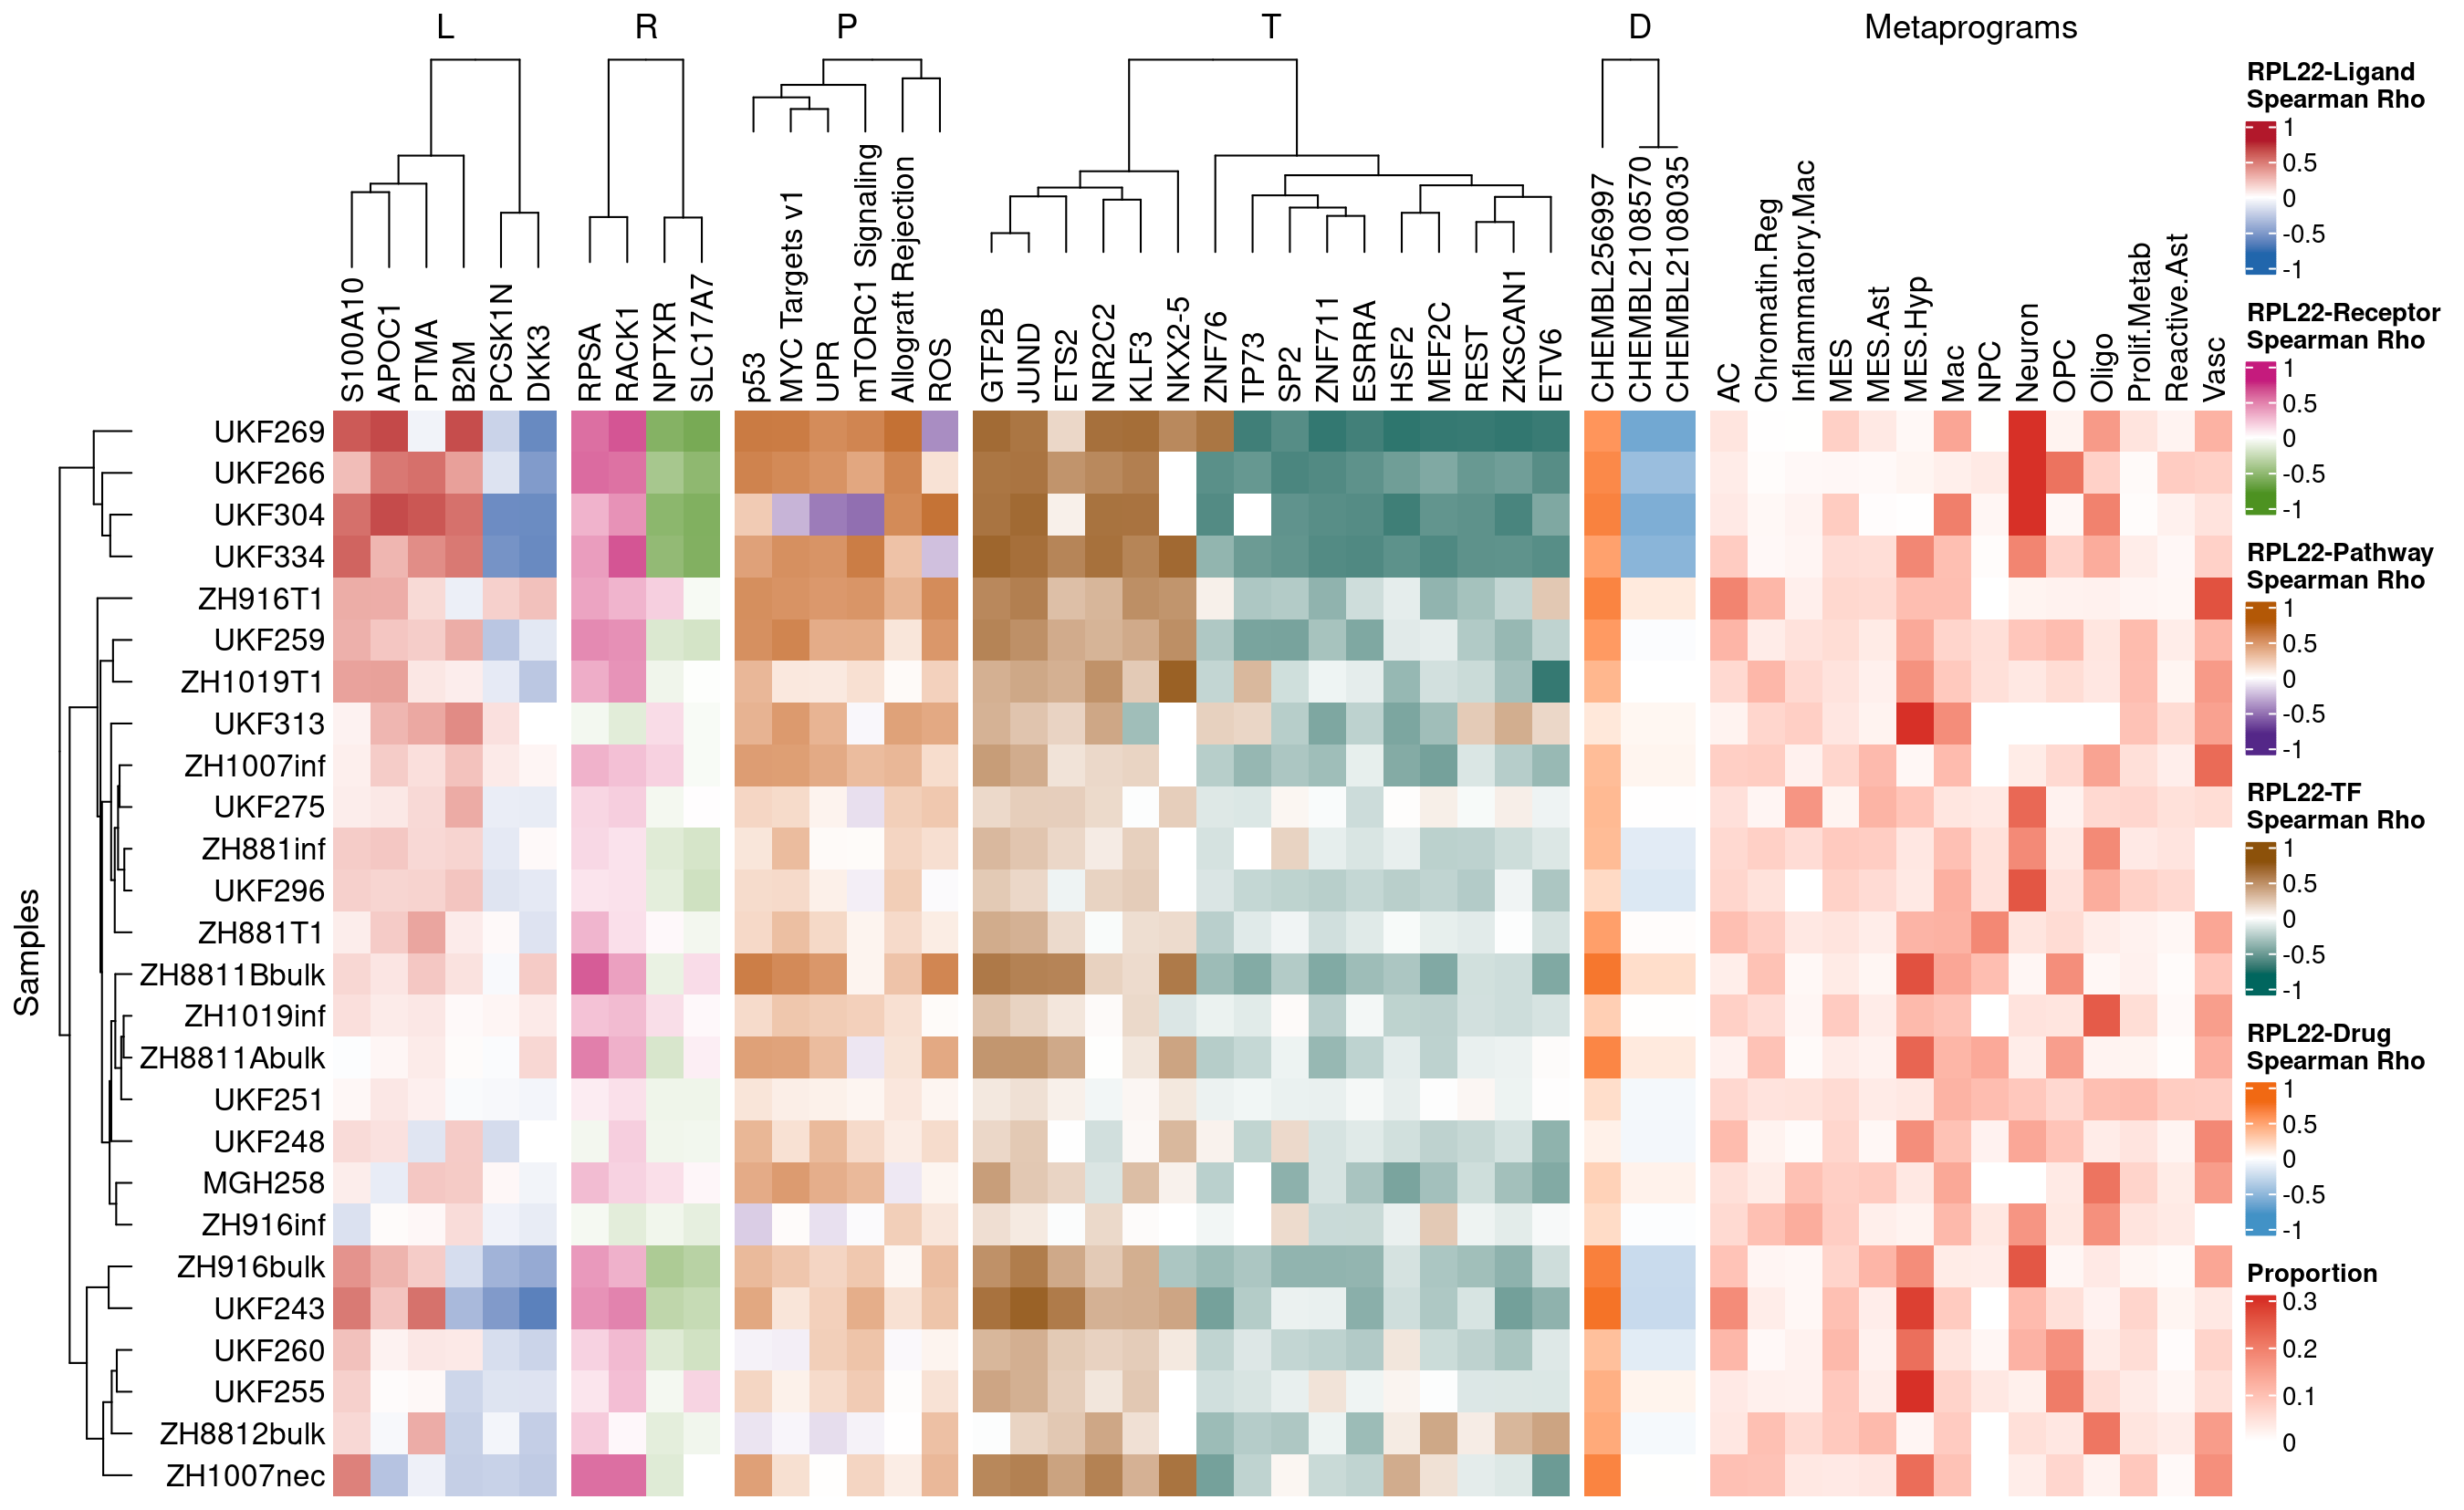 L R P T D Metaprograms
S100A10 APOC1 PTMA B2M PCSK1N DKK3
RPSA RACK1 NPTXR SLC17A7
p53 MYC Targets v1 UPR mTORC1 Signaling Allograft Rejection ROS
GTF2B JUND ETS2 NR2C2 KLF3 NKX2-5 ZNF76 TP73 SP2 ZNF711 ESRRA HSF2 MEF2C REST ZKSCAN1 ETV6
CHEMBL256997 CHEMBL2108570 CHEMBL2108035
AC Chromatin.Reg Inflammatory.Mac MES MES.Ast MES.Hyp Mac NPC Neuron OPC Oligo Prolif.Metab Reactive.Ast Vasc
Samples
UKF269
UKF266
UKF304
UKF334
ZH916T1
UKF259
ZH1019T1
UKF313
ZH1007inf
UKF275
ZH881inf
UKF296
ZH881T1
ZH8811Bbulk
ZH1019inf
ZH8811Abulk
UKF251
UKF248
MGH258
ZH916inf
ZH916bulk
UKF243
UKF260
UKF255
ZH8812bulk
ZH1007nec
RPL22-Ligand
Spearman Rho
1
0.5
0
-0.5
-1
RPL22-Receptor
Spearman Rho
1
0.5
0
-0.5
-1
RPL22-Pathway
Spearman Rho
1
0.5
0
-0.5
-1
RPL22-TF
Spearman Rho
1
0.5
0
-0.5
-1
RPL22-Drug
Spearman Rho
1
0.5
0
-0.5
-1
Proportion
0.3
0.2
0.1
0